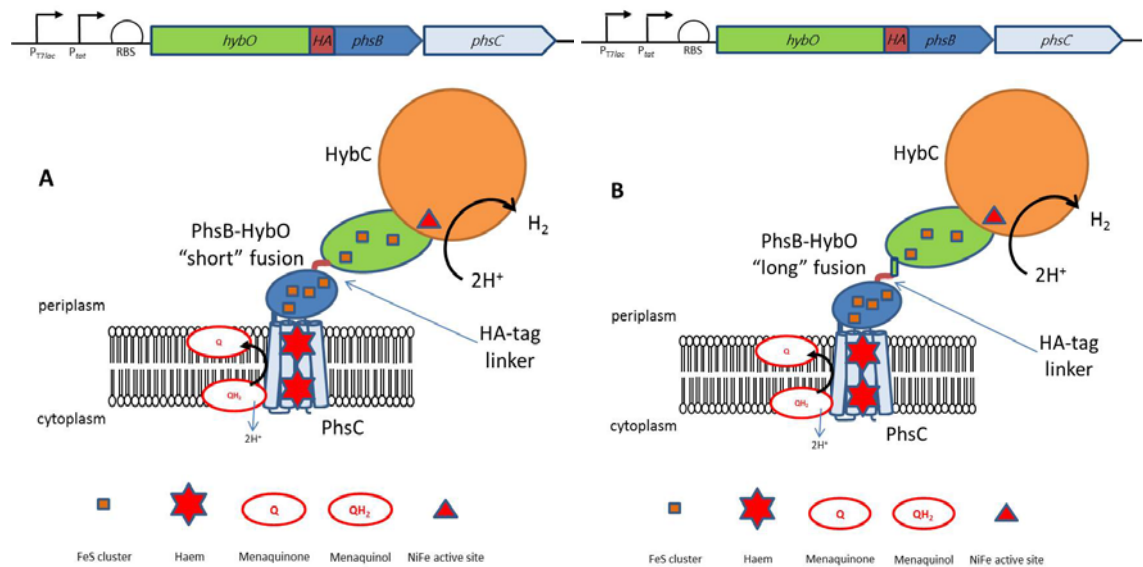 hybO HA phsB phsC
P_T7lac P_tat RBS
A
HybC
PhsB-HybO
“short” fusion
H₂
2H⁺
periplasm
HA-tag
linker
Q
QH₂
cytoplasm
2H⁺
PhsC
Q QH₂
FeS cluster Haem Menaquinone Menaquinol NiFe active site
hybO HA phsB phsC
P_T7lac P_tat RBS
B
HybC
PhsB-HybO
“long” fusion
H₂
2H⁺
periplasm
HA-tag
linker
Q
QH₂
cytoplasm
2H⁺
PhsC
Q QH₂
FeS cluster Haem Menaquinone Menaquinol NiFe active site